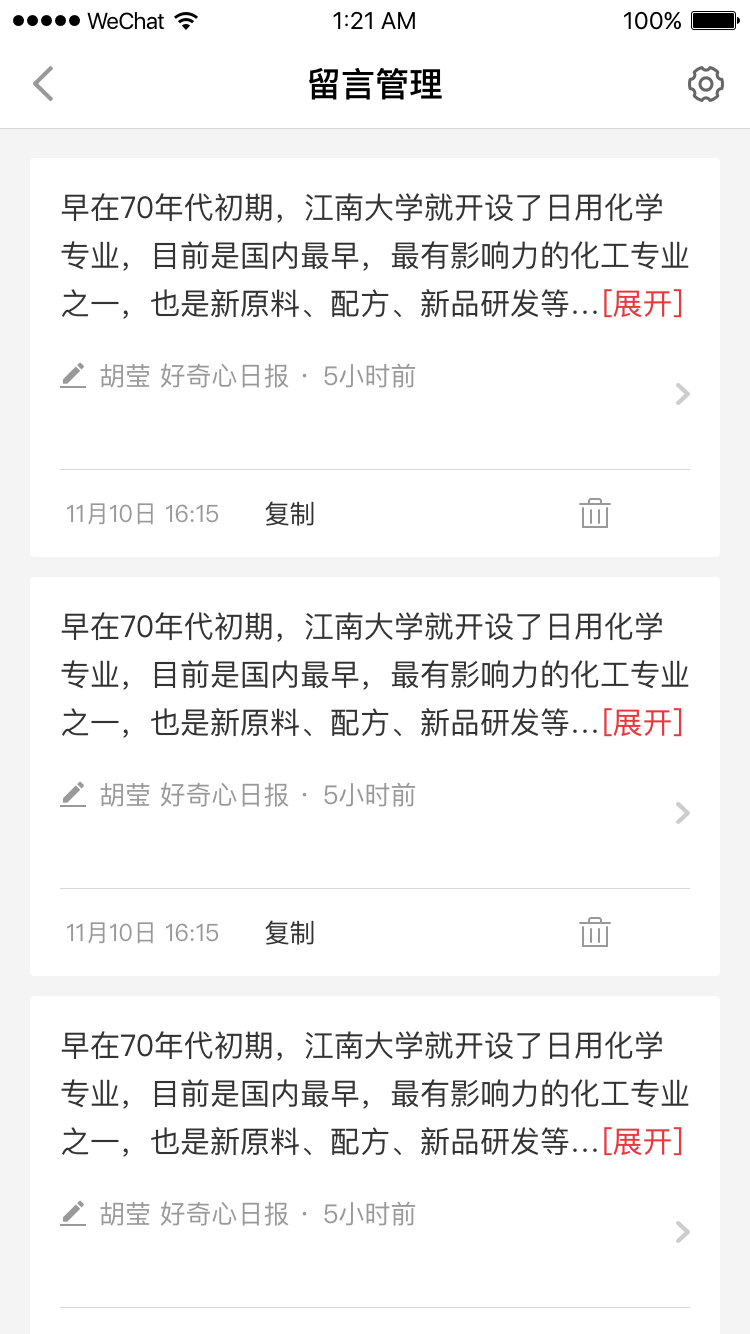 WeChat 1:21 AM 100%
留言管理
早在70年代初期，江南大学就开设了日用化学
专业，目前是国内最早，最有影响力的化工专业
之一，也是新原料、配方、新品研发等...[展开]
胡莹 好奇心日报 · 5小时前
11月10日 16:15 复制
早在70年代初期，江南大学就开设了日用化学
专业，目前是国内最早，最有影响力的化工专业
之一，也是新原料、配方、新品研发等...[展开]
胡莹 好奇心日报 · 5小时前
11月10日 16:15 复制
早在70年代初期，江南大学就开设了日用化学
专业，目前是国内最早，最有影响力的化工专业
之一，也是新原料、配方、新品研发等...[展开]
胡莹 好奇心日报 · 5小时前